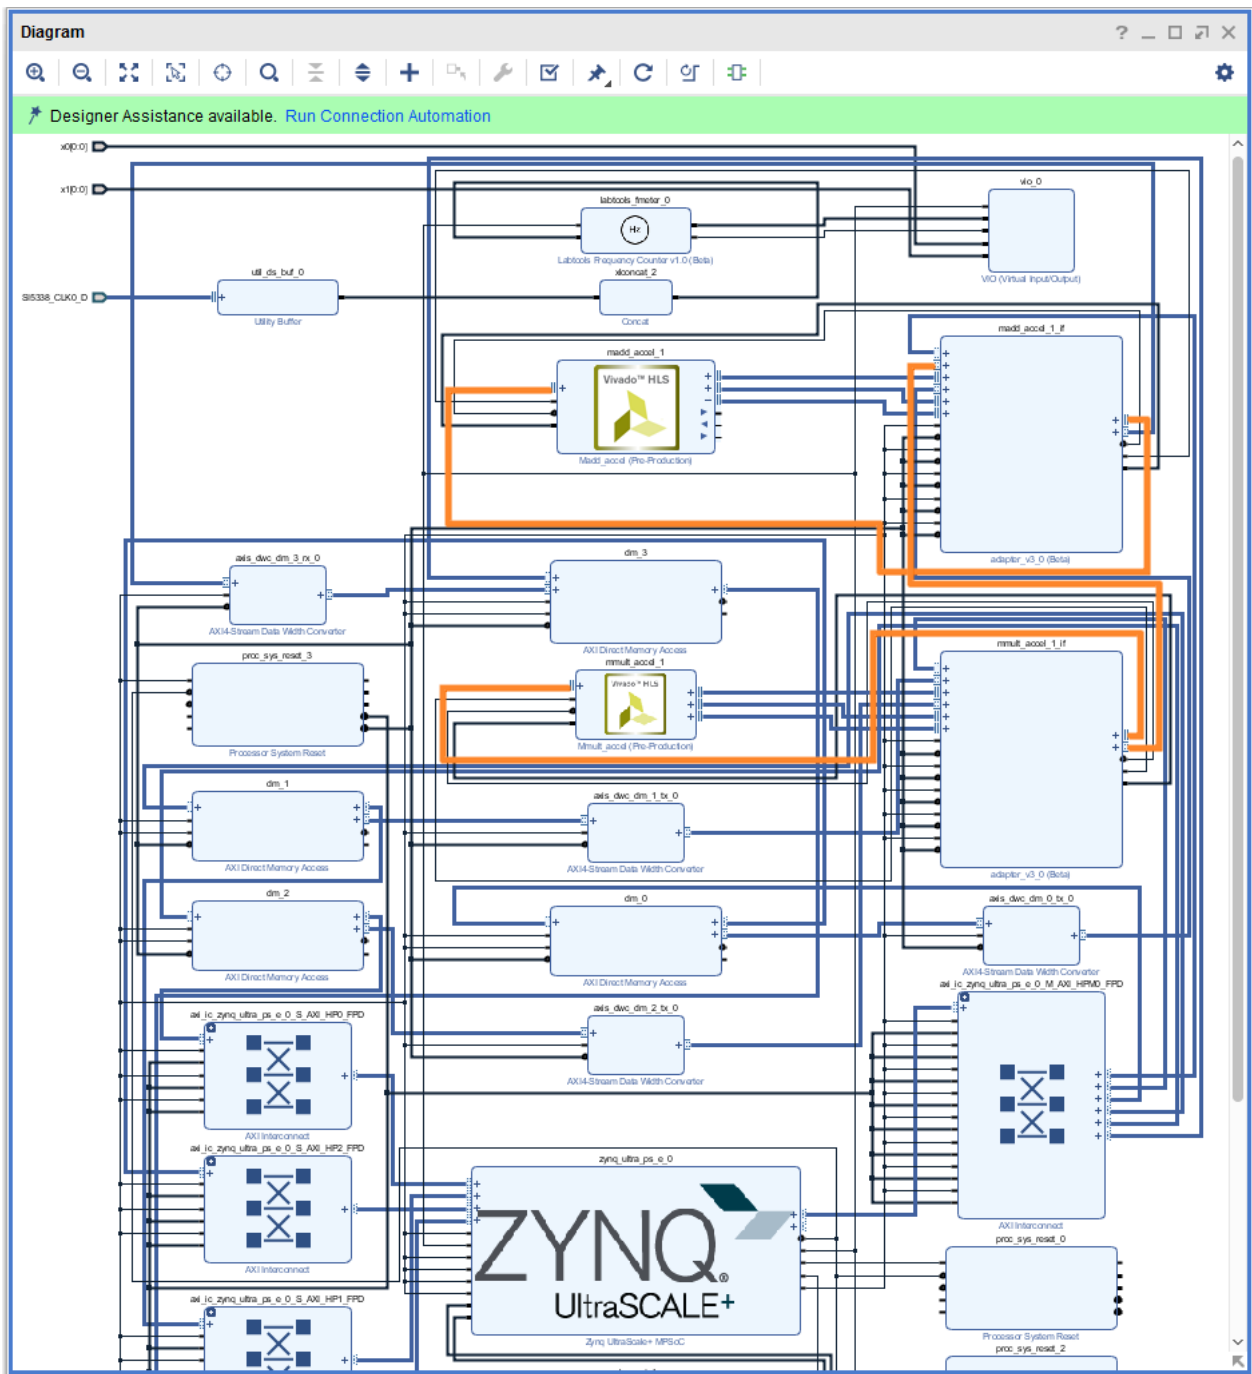 Diagram
Designer Assistance available. Run Connection Automation
x0[0:0]
x1[0:0]
vio_0
VIO (Virtual Input/Output)
labtools_fmeter_0
Hz
Labtools Frequency Counter v1.0 (Beta)
util_ds_buf_0
SI5338_CLK0_D
Utility Buffer
xlconcat_2
Concat
madd_accel_1_if
adapter_v3_0 (Beta)
madd_accel_1
Vivado™ HLS
Madd_accel (Pre-Production)
axis_dwc_dm_3_rx_0
AXI4-Stream Data Width Converter
dm_3
AXI Direct Memory Access
proc_sys_reset_3
Processor System Reset
mmult_accel_1
Vivado™ HLS
Mmult_accel (Pre-Production)
mmult_accel_1_if
adapter_v3_0 (Beta)
dm_1
AXI Direct Memory Access
axis_dwc_dm_1_tx_0
AXI4-Stream Data Width Converter
dm_2
AXI Direct Memory Access
dm_0
AXI Direct Memory Access
axis_dwc_dm_0_tx_0
AXI4-Stream Data Width Converter
axi_ic_zynq_ultra_ps_e_0_M_AXI_HPM0_FPD
AXI Interconnect
axis_dwc_dm_2_tx_0
AXI4-Stream Data Width Converter
axi_ic_zynq_ultra_ps_e_0_S_AXI_HP0_FPD
AXI Interconnect
axi_ic_zynq_ultra_ps_e_0_S_AXI_HP2_FPD
AXI Interconnect
axi_ic_zynq_ultra_ps_e_0_S_AXI_HP1_FPD
zynq_ultra_ps_e_0
ZYNQ®
UltraSCALE+
Zynq UltraScale+ MPSoC
proc_sys_reset_0
Processor System Reset
proc_sys_reset_2